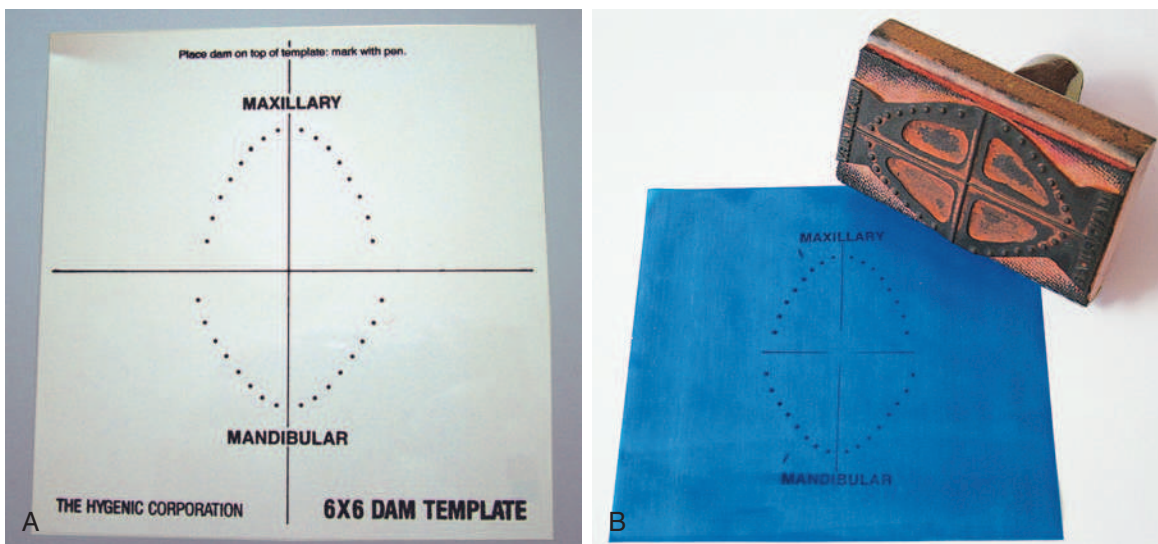 Place dam on top of template: mark with pen.
MAXILLARY
MANDIBULAR
THE HYGENIC CORPORATION
6X6 DAM TEMPLATE
A
MAXILLARY
MANDIBULAR
B